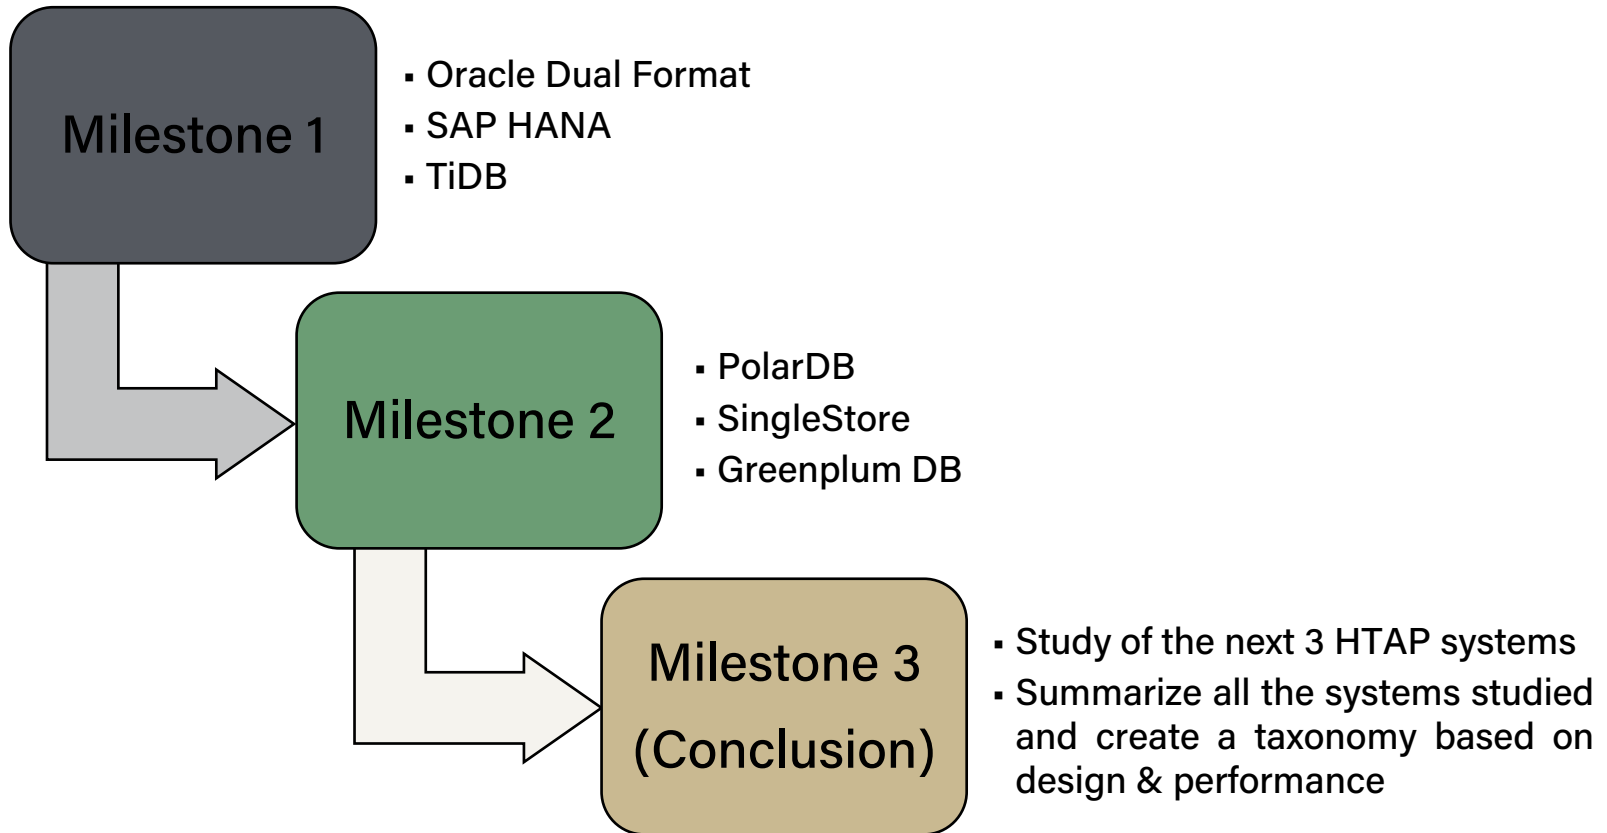 Milestone 1
▪ Oracle Dual Format
▪ SAP HANA
▪ TiDB
Milestone 2
▪ PolarDB
▪ SingleStore
▪ Greenplum DB
Milestone 3
(Conclusion)
▪ Study of the next 3 HTAP systems
▪ Summarize all the systems studied
and create a taxonomy based on
design & performance